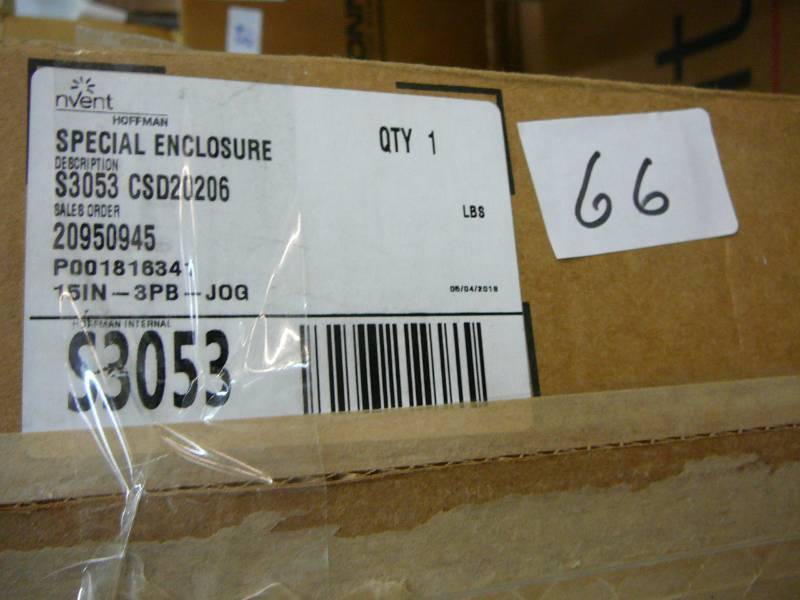 nvent
HOFFMAN
SPECIAL ENCLOSURE
QTY 1
DESCRIPTION
S3053 CSD20206
SALES ORDER
LBS
20950945
P001816341
15IN-3PB-JOG
05/04/2018
HOFFMAN INTERNAL
S3053
66